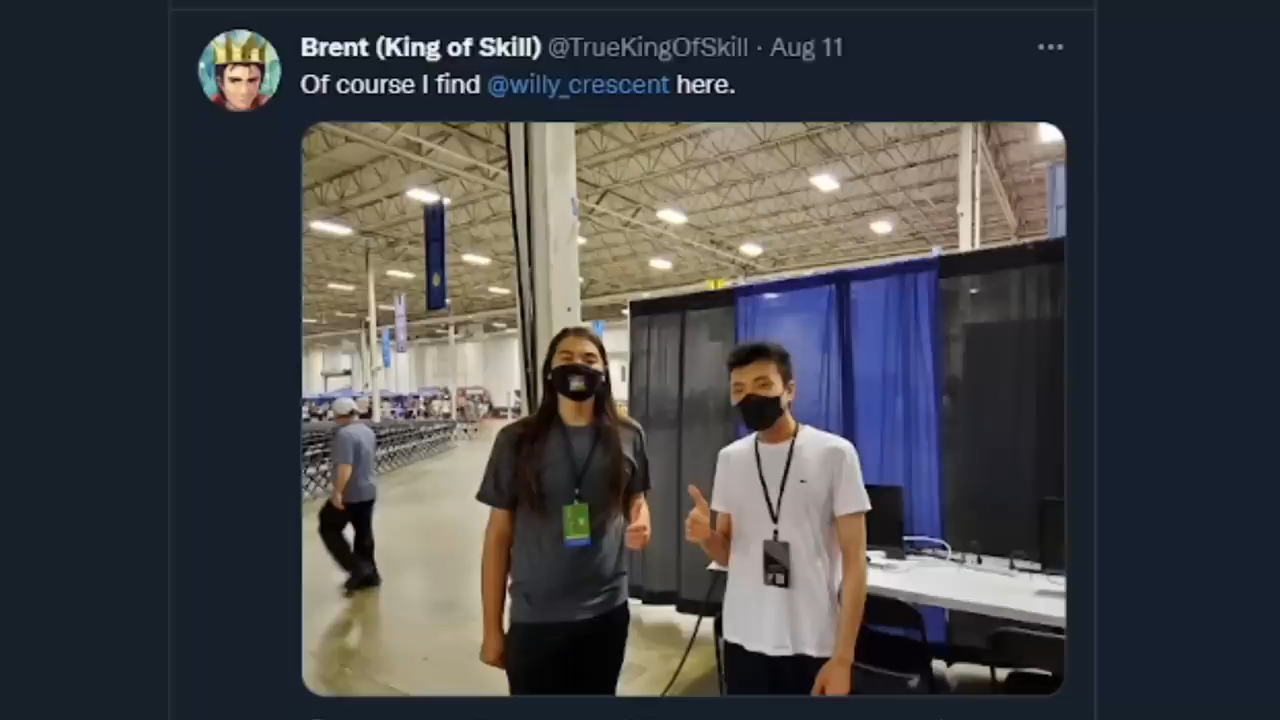 Brent (King of Skill) @TrueKingOfSkill · Aug 11
Of course I find @willy_crescent here.